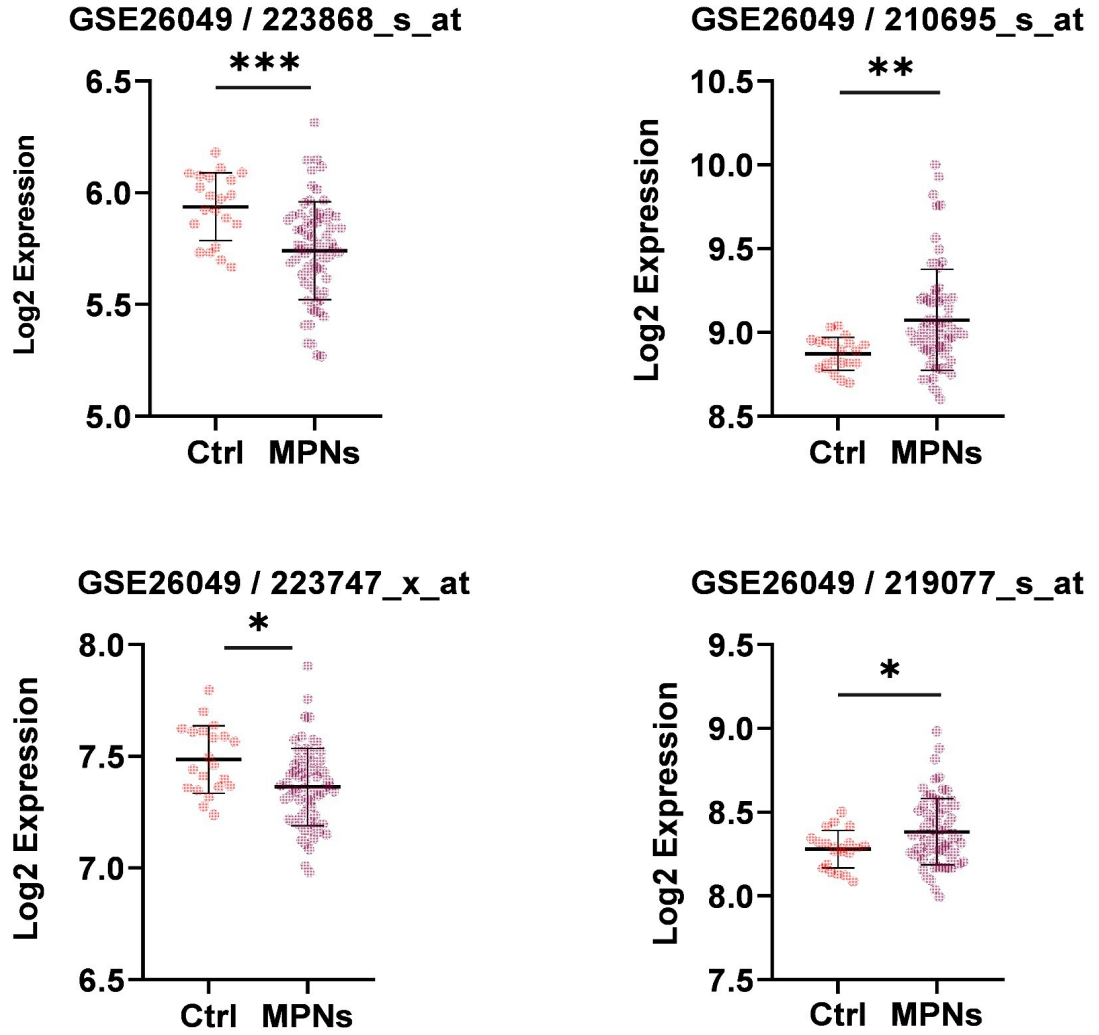 GSE26049 / 223868_s_at
***
6.5
6.0
5.5
5.0
Log2 Expression
Ctrl MPNs
GSE26049 / 210695_s_at
**
10.5
10.0
9.5
9.0
8.5
Log2 Expression
Ctrl MPNs
GSE26049 / 223747_x_at
*
8.0
7.5
7.0
6.5
Log2 Expression
Ctrl MPNs
GSE26049 / 219077_s_at
*
9.5
9.0
8.5
8.0
7.5
Log2 Expression
Ctrl MPNs